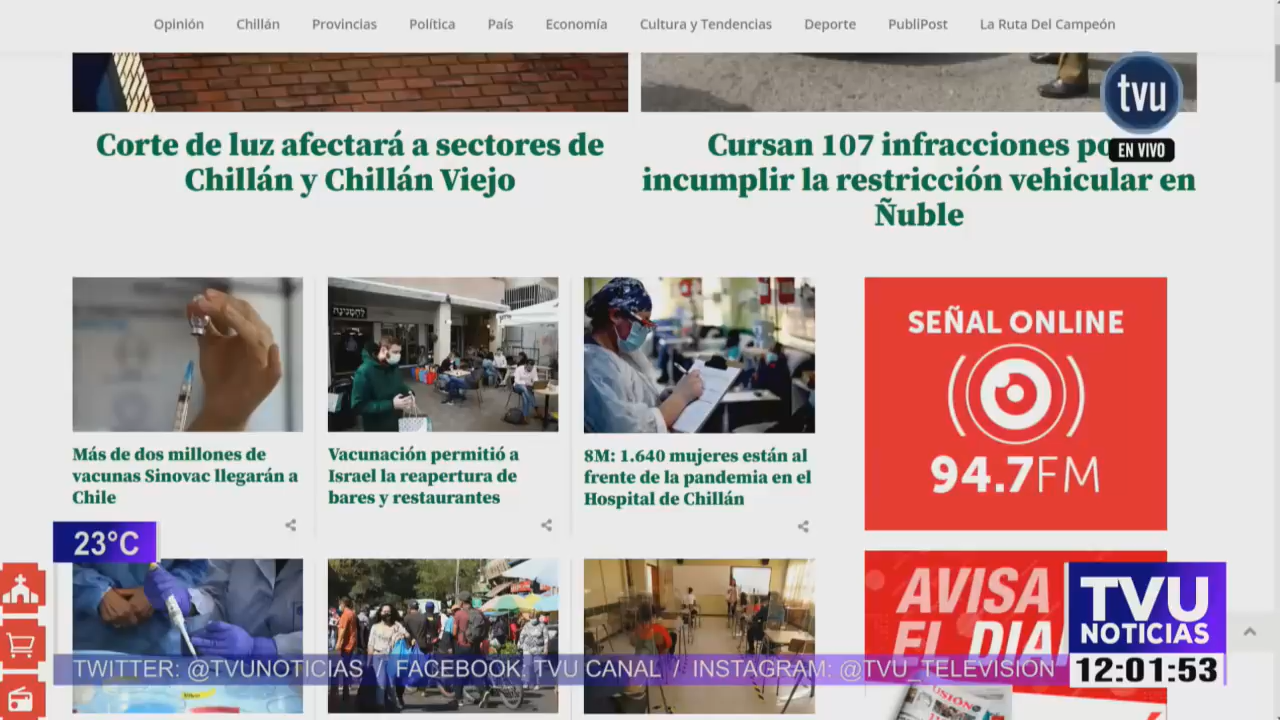 Opinión Chillán Provincias Política País Economía Cultura y Tendencias Deporte PubliPost La Ruta Del Campeón
tvu
EN VIVO
Corte de luz afectará a sectores de
Chillán y Chillán Viejo
Cursan 107 infracciones po
incumplir la restricción vehicular en
Ñuble
Más de dos millones de
vacunas Sinovac llegarán a
Chile
Vacunación permitió a
Israel la reapertura de
bares y restaurantes
8M: 1.640 mujeres están al
frente de la pandemia en el
Hospital de Chillán
SEÑAL ONLINE
94.7FM
23°C
AVISA
EL DIA
TVU
NOTICIAS
TWITTER: @TVUNOTICIAS / FACEBOOK: TVU CANAL / INSTAGRAM: @TVU_TELEVISIÓN
12:01:53